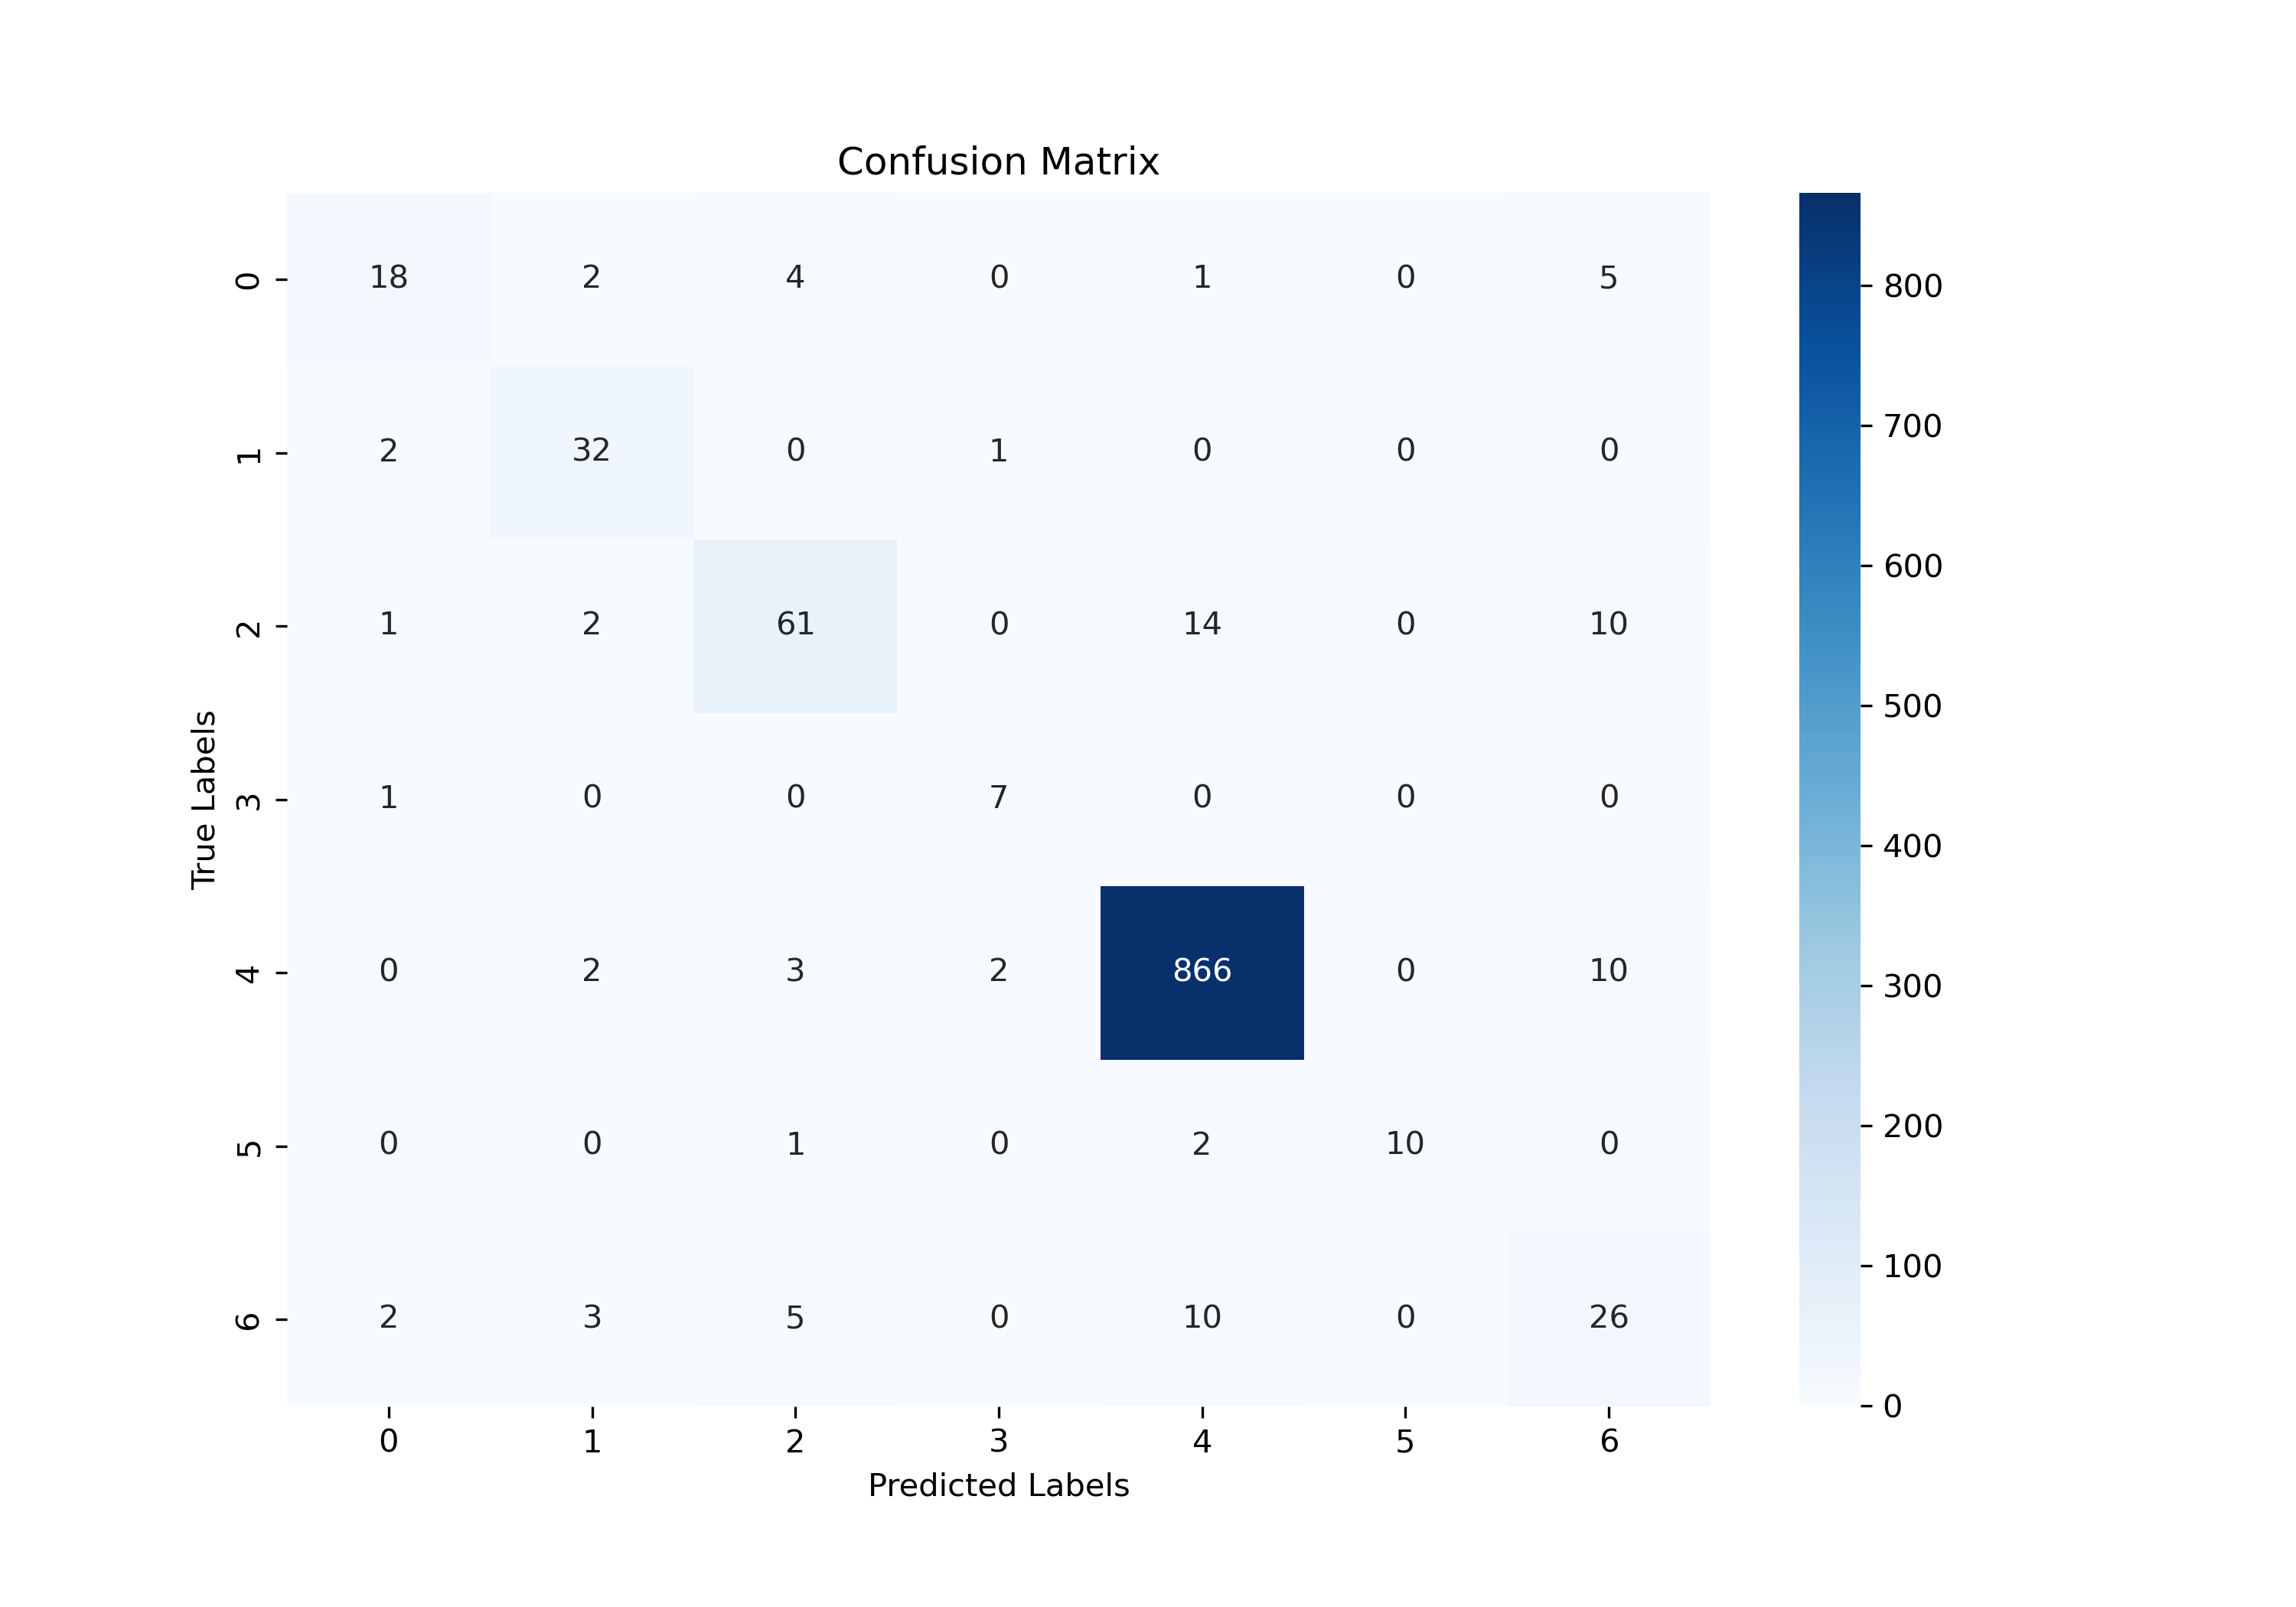 Confusion Matrix
0 18 2 4 0 1 0 5
1 2 32 0 1 0 0 0
2 1 2 61 0 14 0 10
3 1 0 0 7 0 0 0
4 0 2 3 2 866 0 10
5 0 0 1 0 2 10 0
6 2 3 5 0 10 0 26
0 1 2 3 4 5 6
Predicted Labels
True Labels
800
700
600
500
400
300
200
100
0